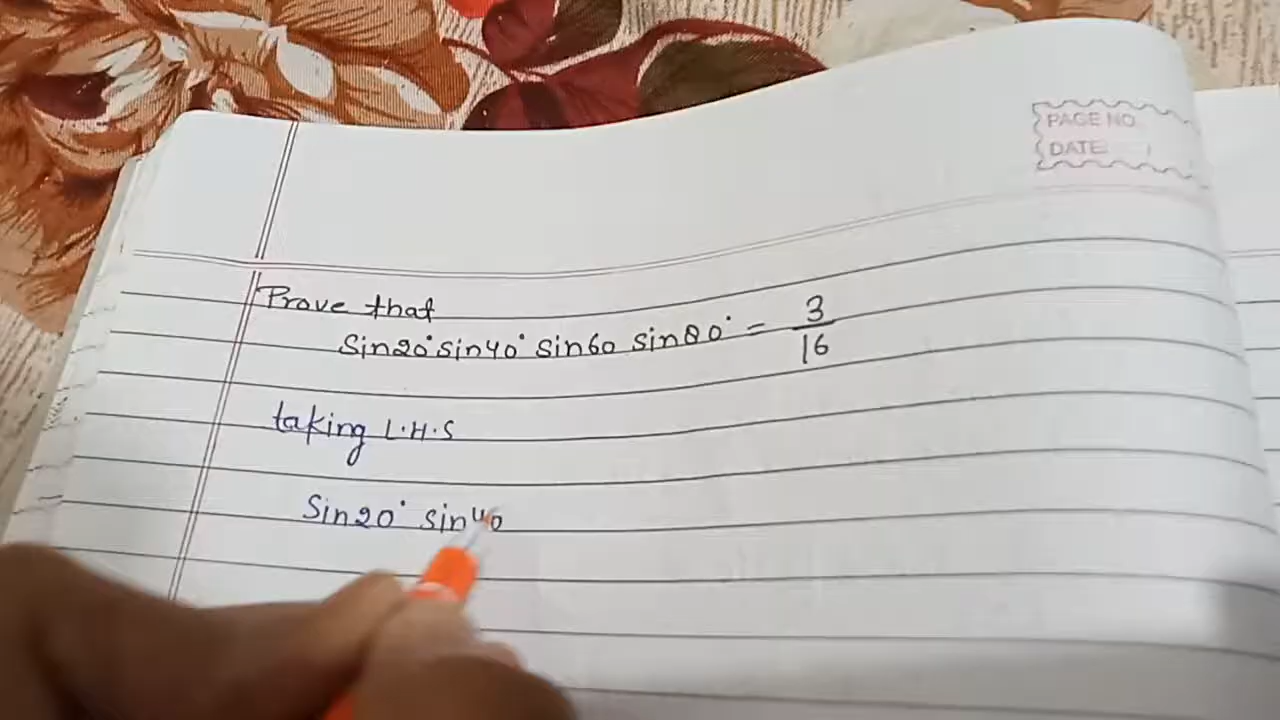 PAGE NO.
DATE
Prove that
sin20° sin40° sin60 sin80° = 3/16
taking L.H.S
Sin20° sin40